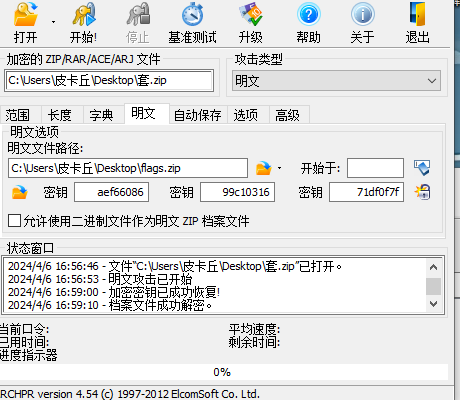 打开 开始! 停止 基准测试 升级 帮助 关于 退出
加密的 ZIP/RAR/ACE/ARJ 文件 攻击类型
C:\Users\皮卡丘\Desktop\套.zip 明文
范围 长度 字典 明文 自动保存 选项 高级
明文选项
明文文件路径:
C:\Users\皮卡丘\Desktop\flags.zip 开始于:
密钥 aef66086 密钥 99c10316 密钥 71df0f7f
允许使用二进制文件作为明文 ZIP 档案文件
状态窗口
2024/4/6 16:56:46 - 文件“C:\Users\皮卡丘\Desktop\套.zip”已打开。
2024/4/6 16:56:53 - 明文攻击已开始
2024/4/6 16:59:00 - 加密密钥已成功恢复!
2024/4/6 16:59:10 - 档案文件成功解密。
当前口令: 平均速度:
已用时间: 剩余时间:
进度指示器
0%
RCHPR version 4.54 (c) 1997-2012 ElcomSoft Co. Ltd.